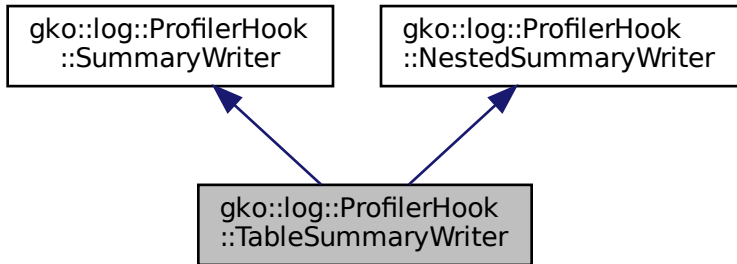 gko::log::ProfilerHook
::SummaryWriter
gko::log::ProfilerHook
::NestedSummaryWriter
gko::log::ProfilerHook
::TableSummaryWriter